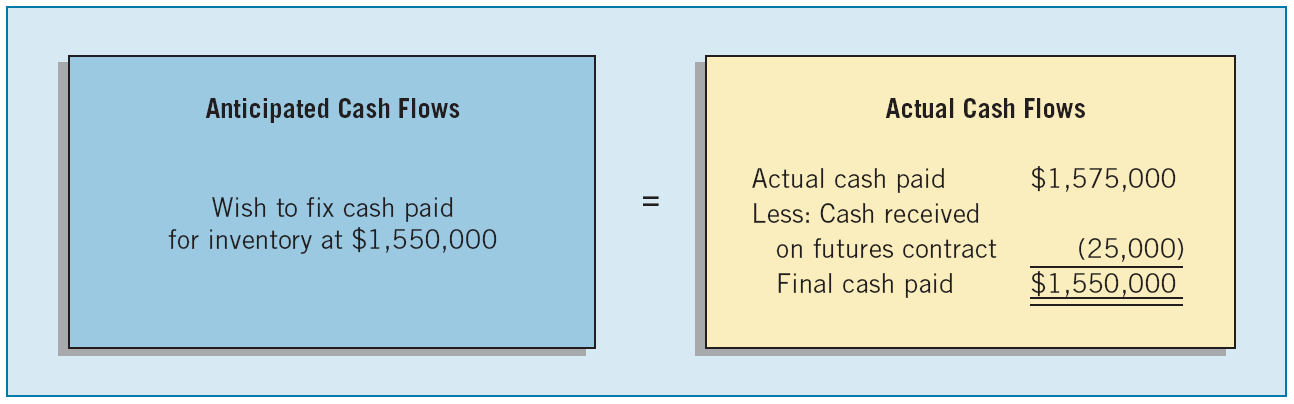 Anticipated Cash Flows
Wish to fix cash paid
for inventory at $1,550,000
=
Actual Cash Flows
Actual cash paid $1,575,000
Less: Cash received
on futures contract (25,000)
Final cash paid $1,550,000